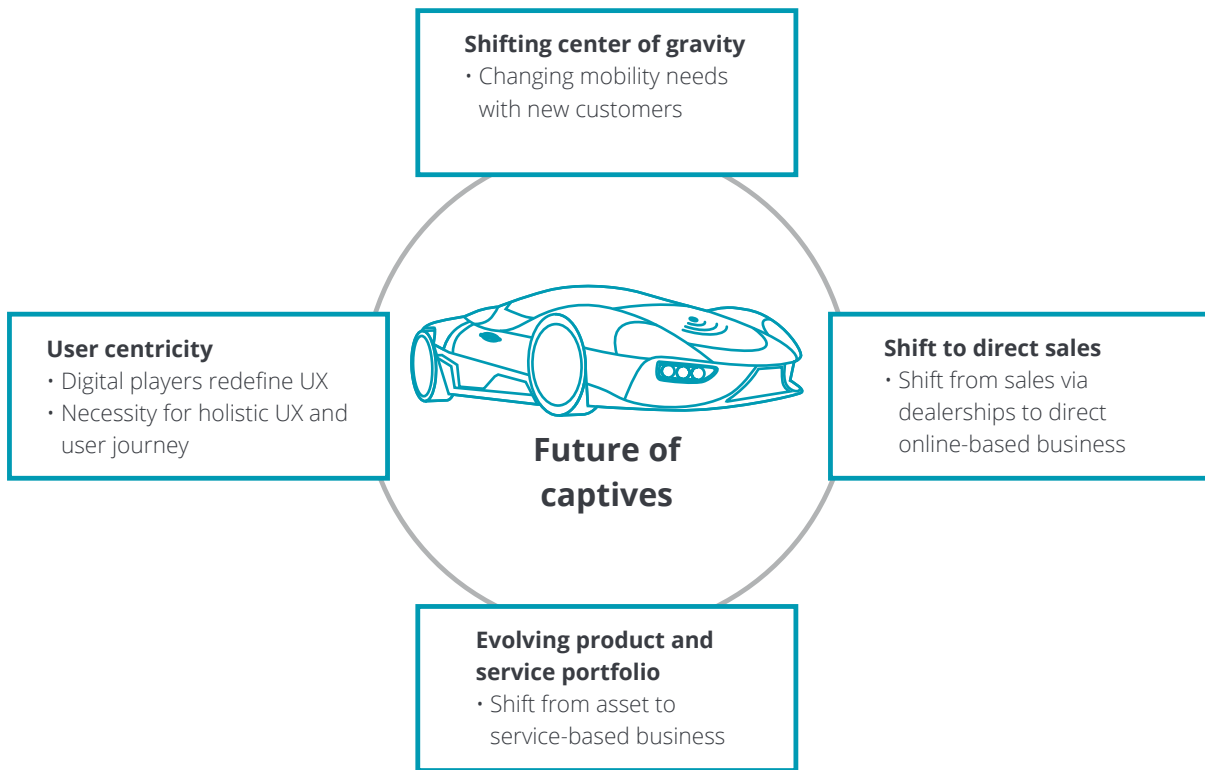 Shifting center of gravity
• Changing mobility needs
with new customers
User centricity
• Digital players redefine UX
• Necessity for holistic UX and
user journey
Future of
captives
Shift to direct sales
• Shift from sales via
dealerships to direct
online-based business
Evolving product and
service portfolio
• Shift from asset to
service-based business